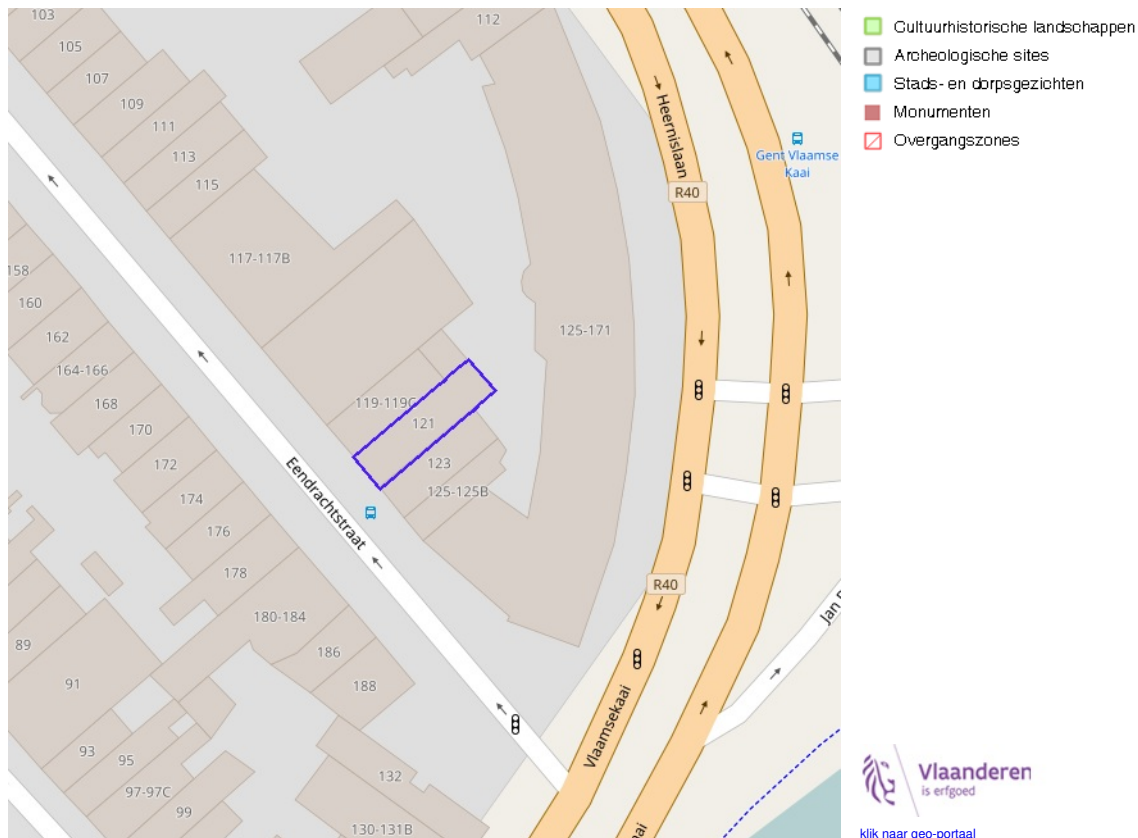 103
105
107
109
111
113
115
117-117B
112
158
160
162
164-166
168
170
172
174
176
178
180-184
186
188
119-119C
121
123
125-125B
125-171
Eendrachtstraat
Heernislaan
R40
Gent Vlaamse
Kaai
R40
Vlaamsekaai
89
91
93
95
97-97C
99
132
130-131B
Cultuurhistorische landschappen
Archeologische sites
Stads- en dorpsgezichten
Monumenten
Overgangszones
Vlaanderen
is erfgoed
klik naar geo-portaal